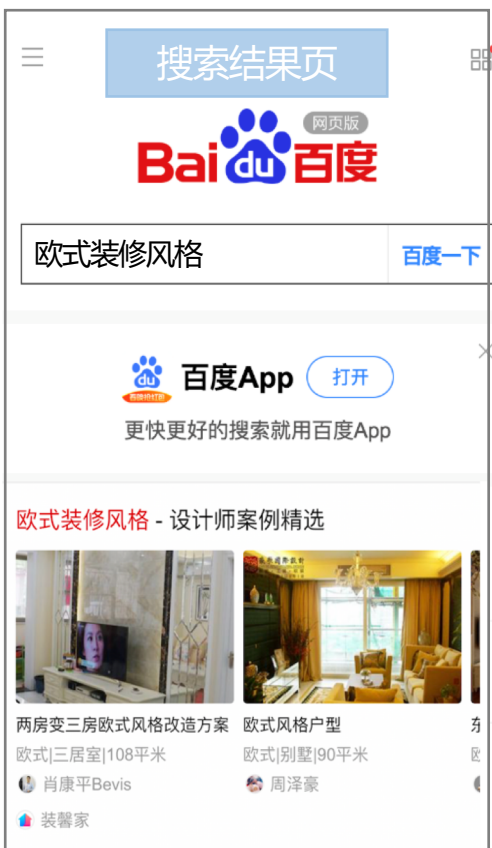 搜索结果页
网页版
Bai du 百度
欧式装修风格
百度一下
百度App
打开
更快更好的搜索就用百度App
欧式装修风格 - 设计师案例精选
两房变三房欧式风格改造方案
欧式|三居室|108平米
肖康平Bevis
装馨家
欧式风格户型
欧式|别墅|90平米
周泽豪